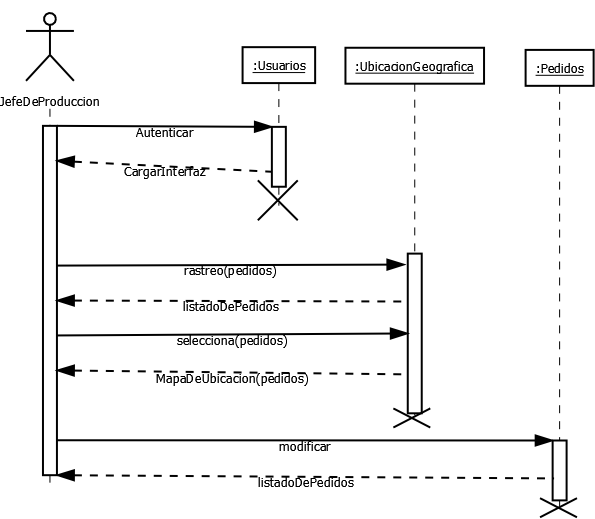 :Usuarios
:UbicacionGeografica
:Pedidos
JefeDeProduccion
Autenticar
CargarInterfaz
rastreo(pedidos)
listadoDePedidos
selecciona(pedidos)
MapaDeUbicacion(pedidos)
modificar
listadoDePedidos